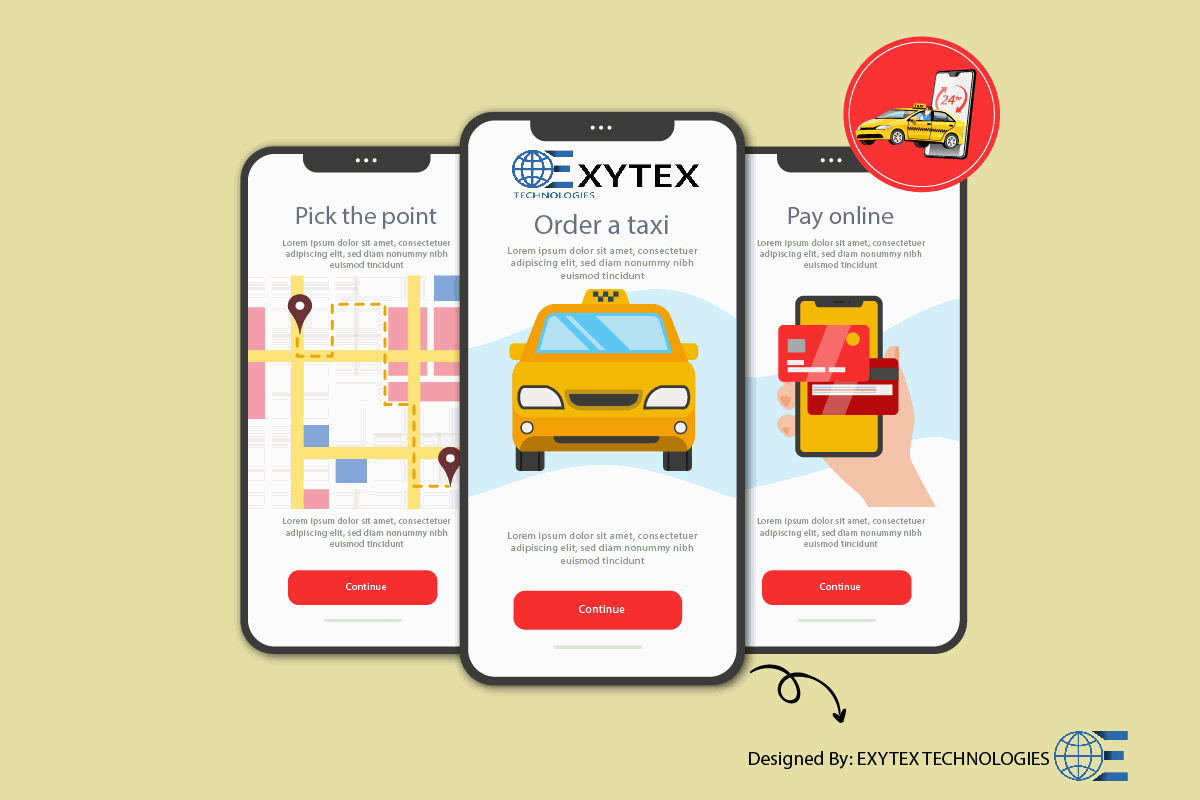 Pick the point
Lorem ipsum dolor sit amet, consectetuer
adipiscing elit, sed diam nonummy nibh
euismod tincidunt
Lorem ipsum dolor sit amet, consectetuer
adipiscing elit, sed diam nonummy nibh
euismod tincidunt
Continue
EXYTEX
TECHNOLOGIES
Order a taxi
Lorem ipsum dolor sit amet, consectetuer
adipiscing elit, sed diam nonummy nibh
euismod tincidunt
Lorem ipsum dolor sit amet, consectetuer
adipiscing elit, sed diam nonummy nibh
euismod tincidunt
Continue
TAXI
24hr
Pay online
Lorem ipsum dolor sit amet, consectetuer
adipiscing elit, sed diam nonummy nibh
euismod tincidunt
Lorem ipsum dolor sit amet, consectetuer
adipiscing elit, sed diam nonummy nibh
euismod tincidunt
Continue
Designed By: EXYTEX TECHNOLOGIES E